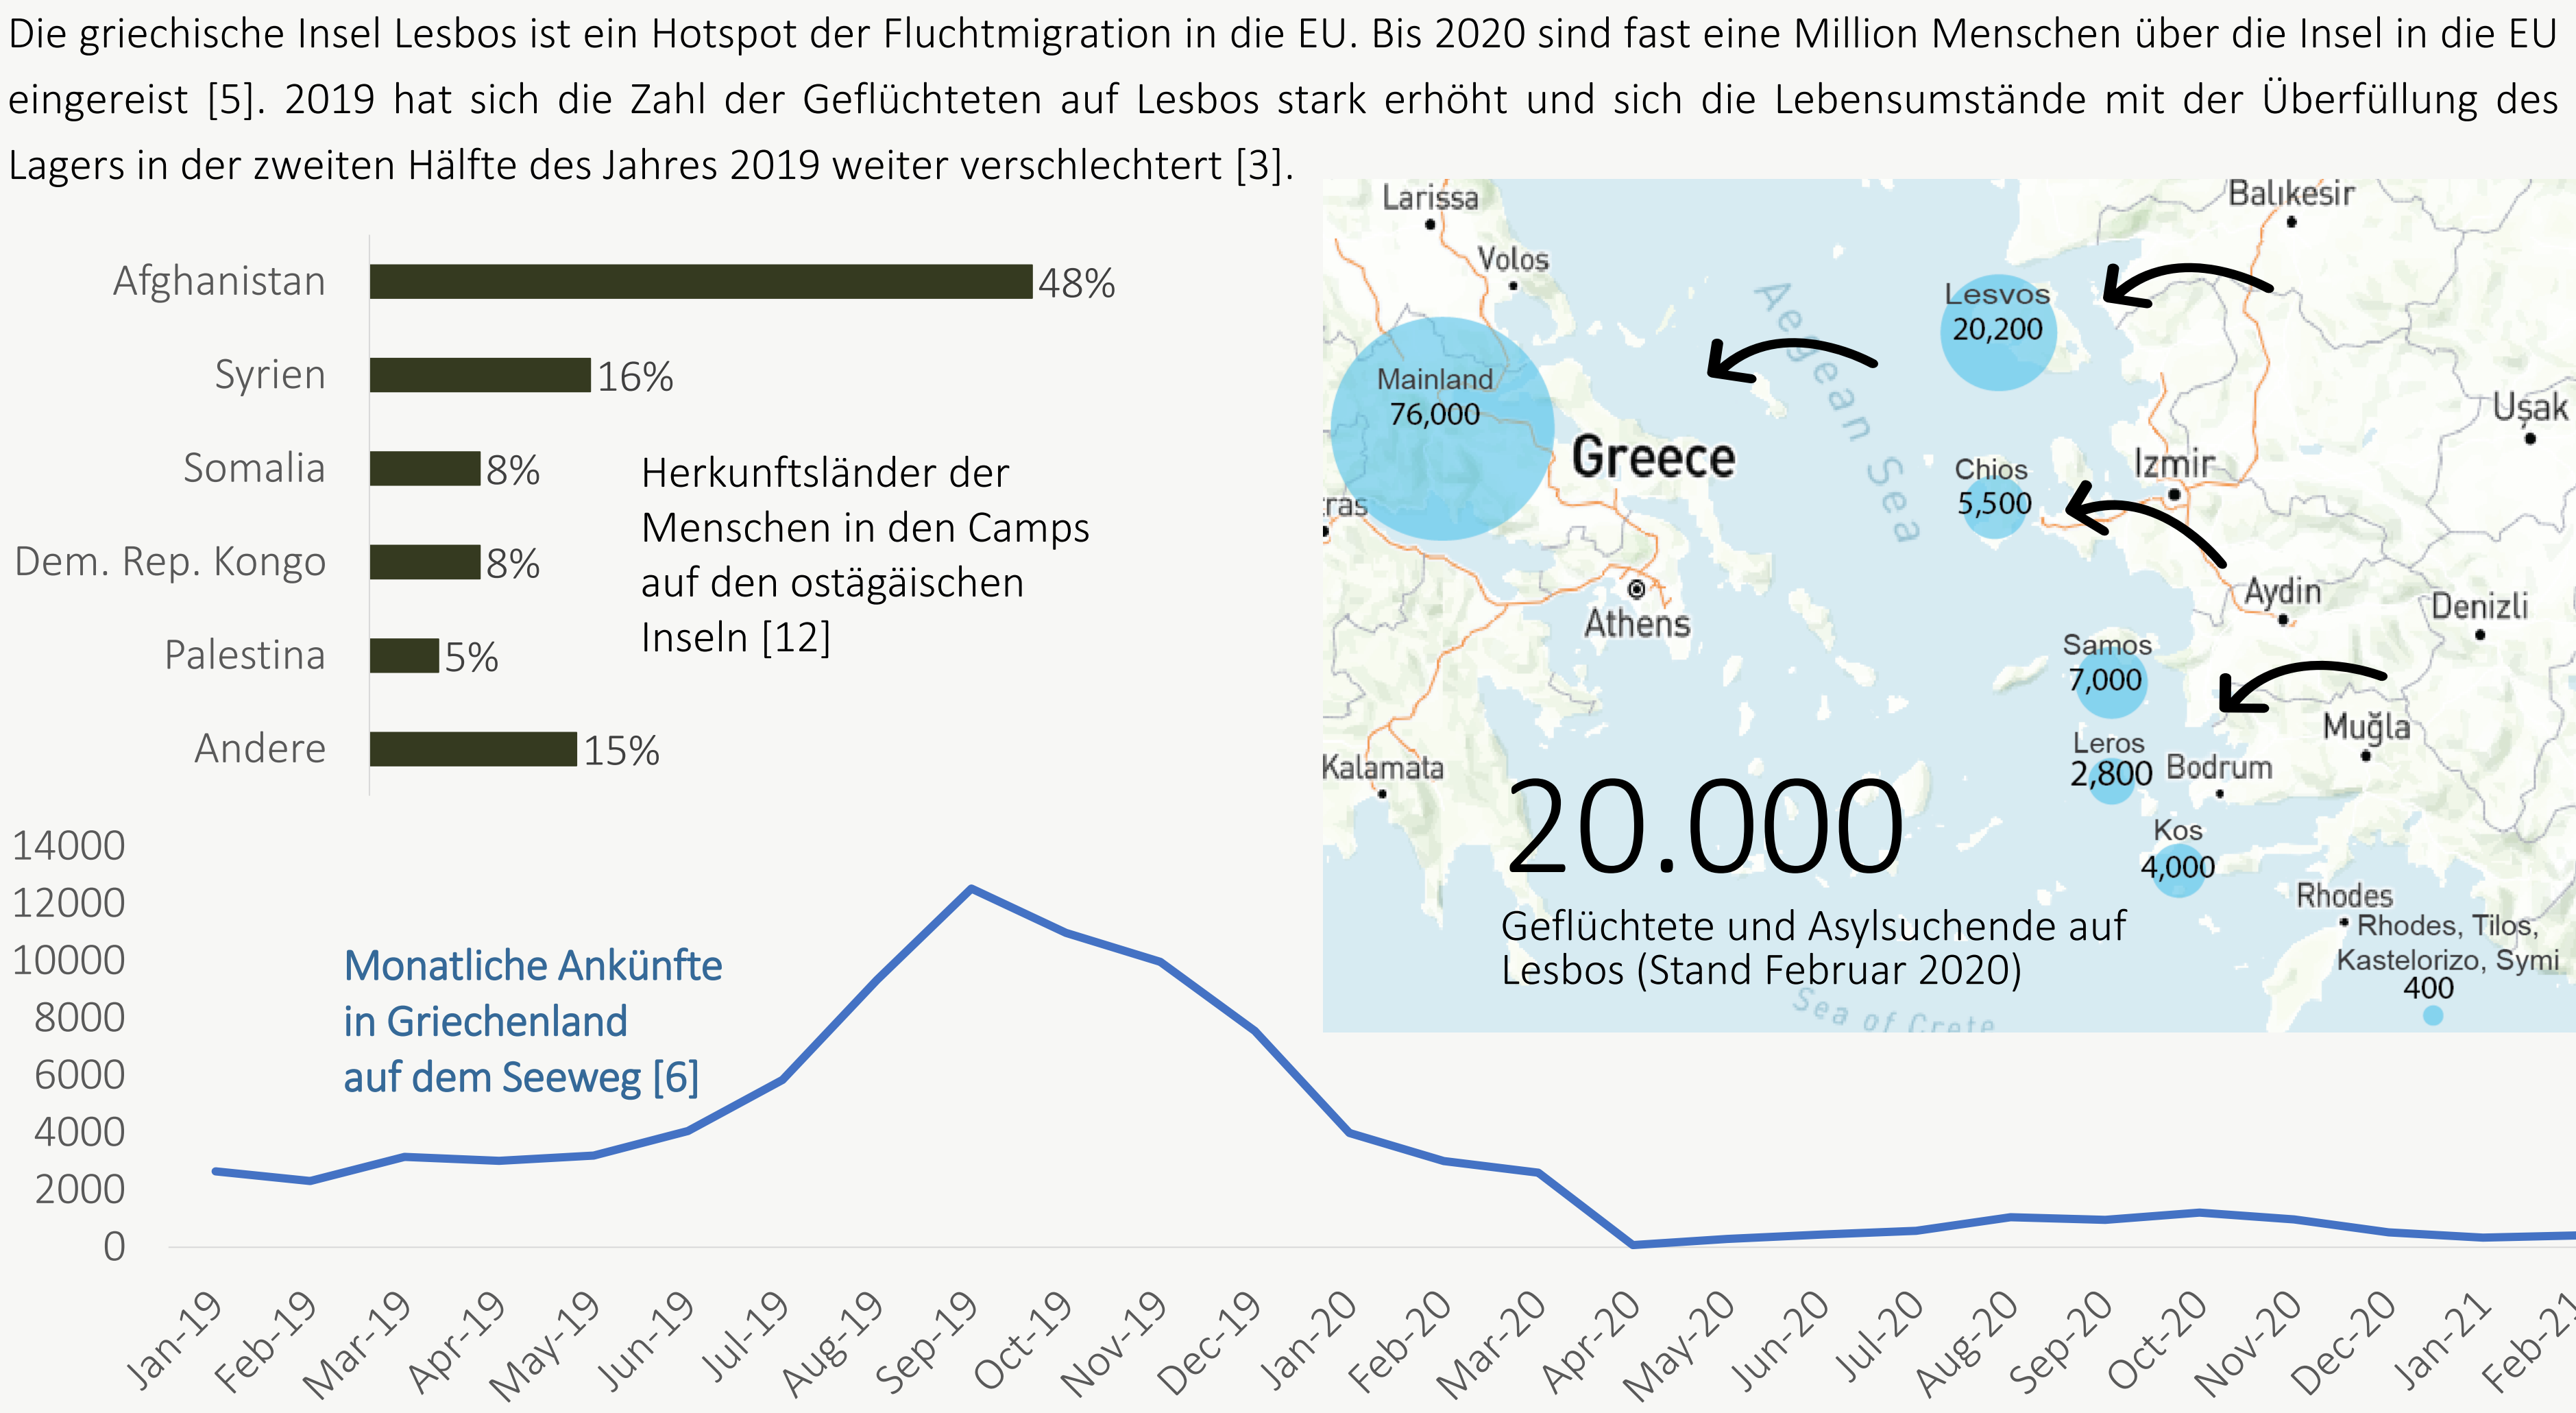 Die griechische Insel Lesbos ist ein Hotspot der Fluchtmigration in die EU. Bis 2020 sind fast eine Million Menschen über die Insel in die EU
eingereist [5]. 2019 hat sich die Zahl der Geflüchteten auf Lesbos stark erhöht und sich die Lebensumstände mit der Überfüllung des
Lagers in der zweiten Hälfte des Jahres 2019 weiter verschlechtert [3].
Afghanistan
48%
Syrien
16%
Somalia
8%
Dem. Rep. Kongo
8%
Palestina
5%
Andere
15%
Herkunftsländer der
Menschen in den Camps
auf den ostägäischen
Inseln [12]
Larissa
Volos
Balıkesir
Lesvos
20,200
Aegean Sea
Mainland
76,000
Greece
Uşak
Chios
5,500
Izmir
ras
Athens
Aydin
Denizli
Samos
7,000
Muğla
Leros
2,800
Bodrum
Kalamata
Kos
4,000
Rhodes
Rhodes, Tilos,
Kastelorizo, Symi
400
20.000
Geflüchtete und Asylsuchende auf
Lesbos (Stand Februar 2020)
Sea of Crete
14000
12000
10000
8000
6000
4000
2000
0
Monatliche Ankünfte
in Griechenland
auf dem Seeweg [6]
Jan-19
Feb-19
Mar-19
Apr-19
May-19
Jun-19
Jul-19
Aug-19
Sep-19
Oct-19
Nov-19
Dec-19
Jan-20
Feb-20
Mar-20
Apr-20
May-20
Jun-20
Jul-20
Aug-20
Sep-20
Oct-20
Nov-20
Dec-20
Jan-21
Feb-21